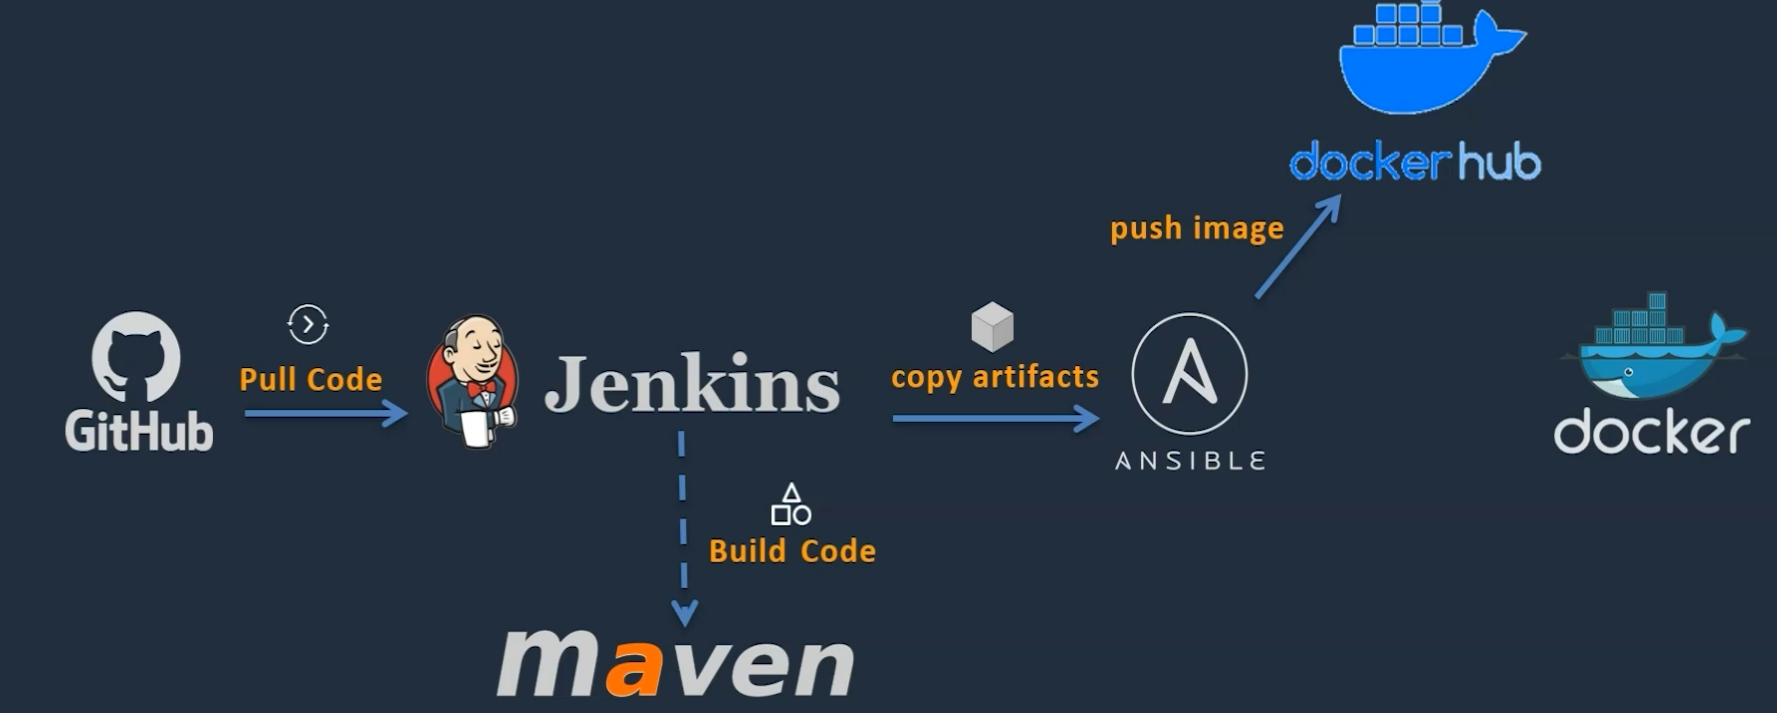 docker hub
push image
GitHub
Pull Code
Jenkins
copy artifacts
ANSIBLE
docker
Build Code
maven